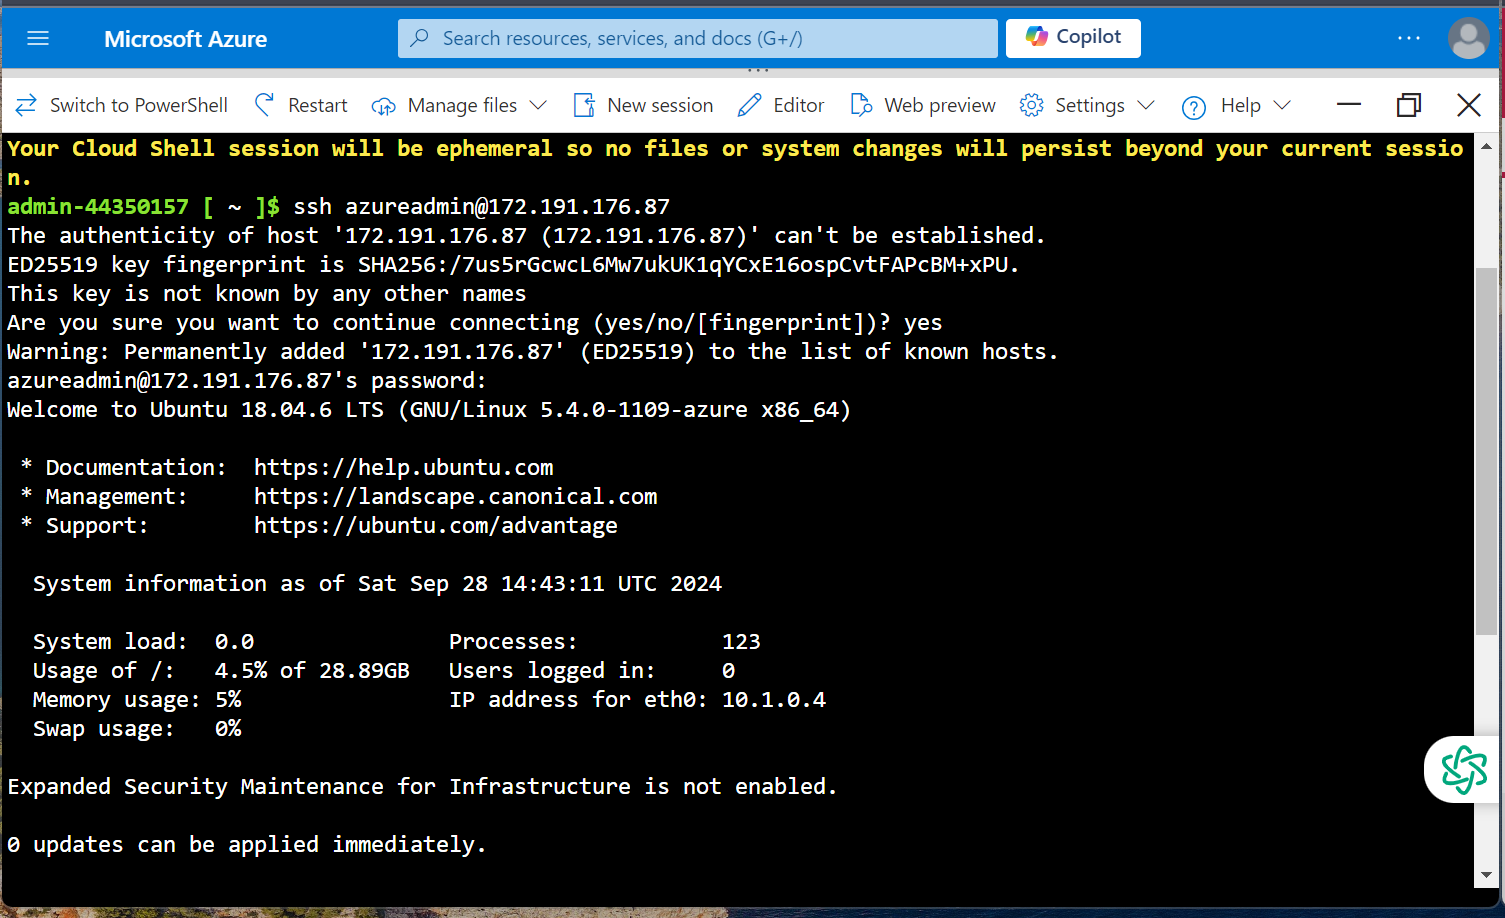 Microsoft Azure
Search resources, services, and docs (G+/)
Copilot
Switch to PowerShell
Restart
Manage files
New session
Editor
Web preview
Settings
Help
Your Cloud Shell session will be ephemeral so no files or system changes will persist beyond your current sessio
n.
admin-44350157 [ ~ ]$ ssh azureadmin@172.191.176.87
The authenticity of host '172.191.176.87 (172.191.176.87)' can't be established.
ED25519 key fingerprint is SHA256:/7us5rGcwcL6Mw7ukUK1qYCxE16ospCvtFAPcBM+xPU.
This key is not known by any other names
Are you sure you want to continue connecting (yes/no/[fingerprint])? yes
Warning: Permanently added '172.191.176.87' (ED25519) to the list of known hosts.
azureadmin@172.191.176.87's password:
Welcome to Ubuntu 18.04.6 LTS (GNU/Linux 5.4.0-1109-azure x86_64)
* Documentation: https://help.ubuntu.com
* Management: https://landscape.canonical.com
* Support: https://ubuntu.com/advantage
System information as of Sat Sep 28 14:43:11 UTC 2024
System load: 0.0 Processes: 123
Usage of /: 4.5% of 28.89GB Users logged in: 0
Memory usage: 5% IP address for eth0: 10.1.0.4
Swap usage: 0%
Expanded Security Maintenance for Infrastructure is not enabled.
0 updates can be applied immediately.